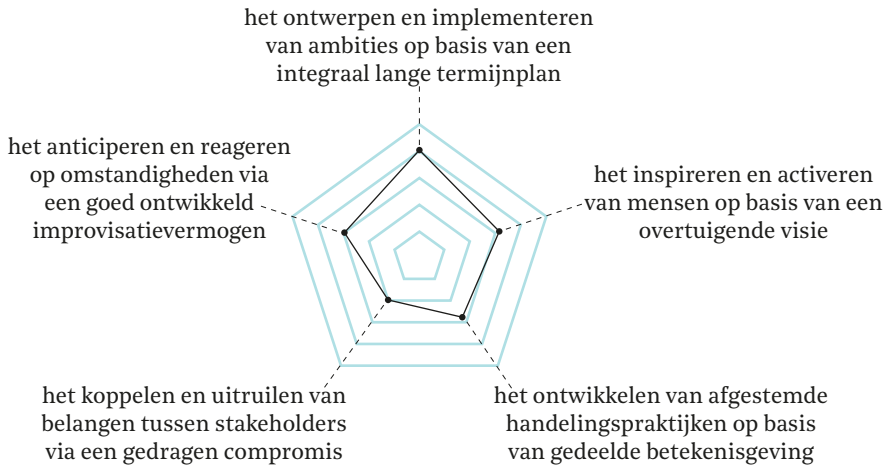 het ontwerpen en implementeren
van ambities op basis van een
integraal lange termijnplan
het anticiperen en reageren
op omstandigheden via
een goed ontwikkeld
improvisatievermogen
het inspireren en activeren
van mensen op basis van een
overtuigende visie
het koppelen en uitruilen van
belangen tussen stakeholders
via een gedragen compromis
het ontwikkelen van afgestemde
handelingspraktijken op basis
van gedeelde betekenisgeving